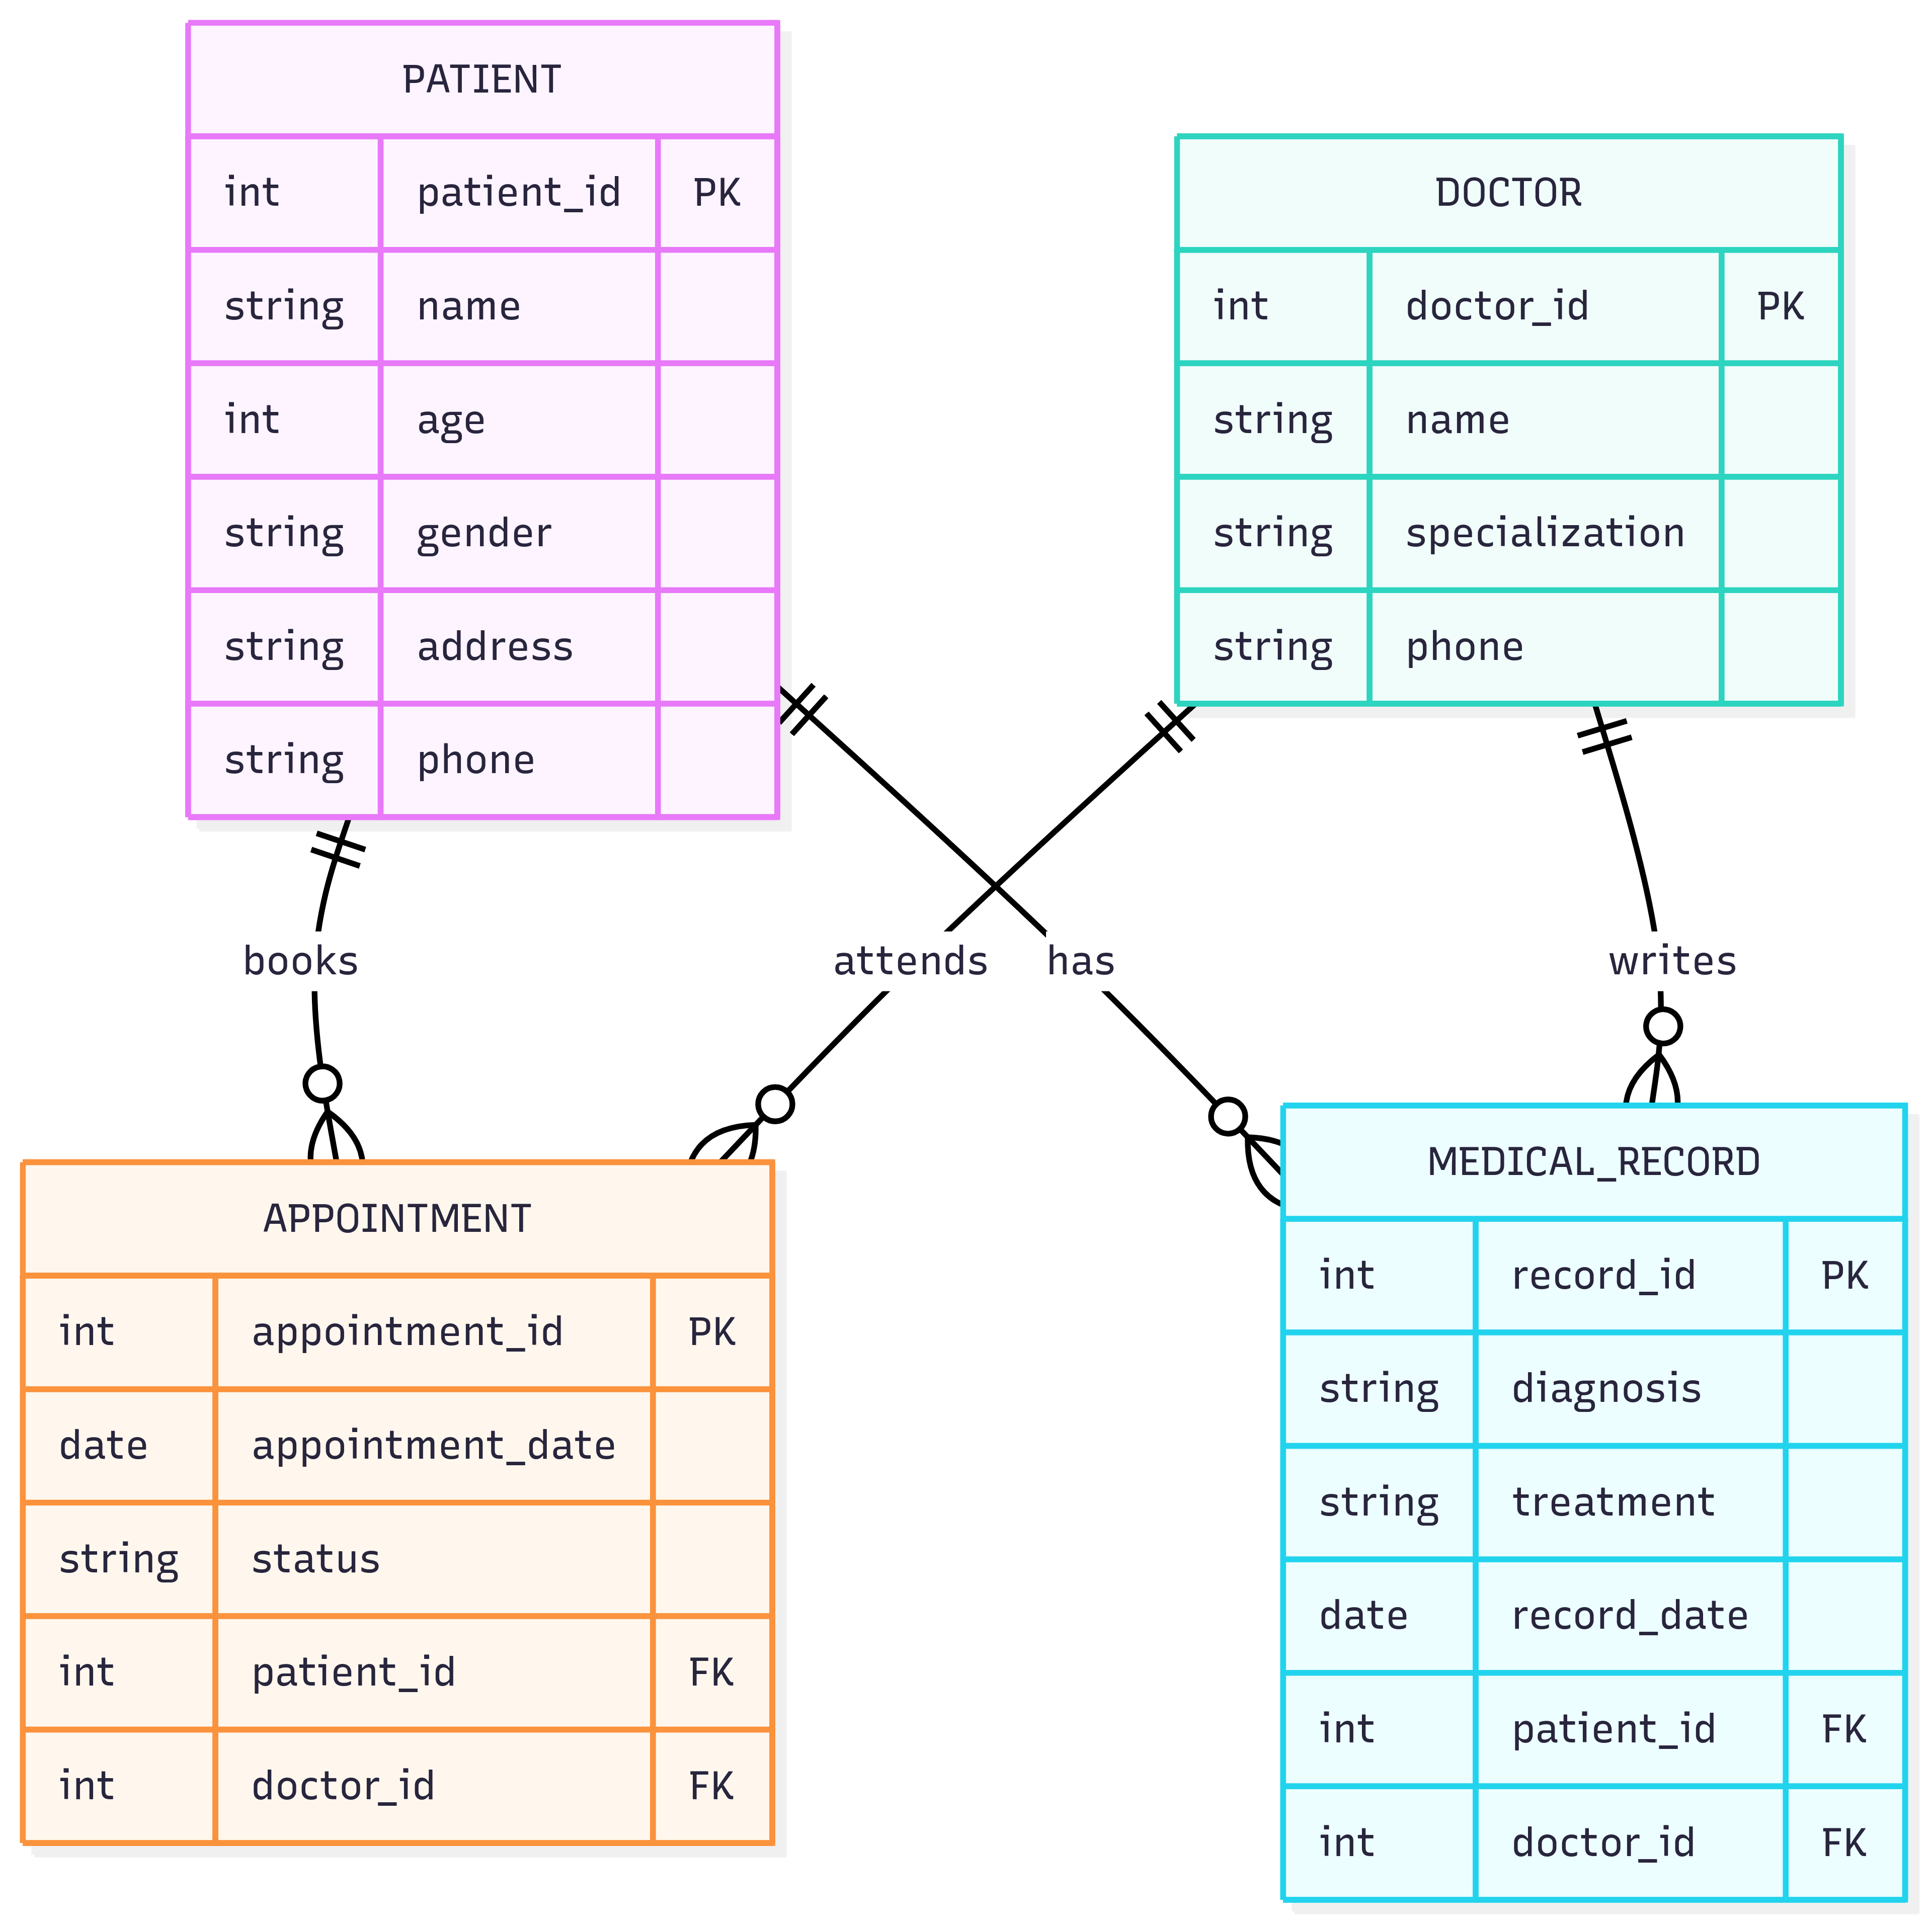 PATIENT
int patient_id PK
string name
int age
string gender
string address
string phone
DOCTOR
int doctor_id PK
string name
string specialization
string phone
books
attends
has
writes
APPOINTMENT
int appointment_id PK
date appointment_date
string status
int patient_id FK
int doctor_id FK
MEDICAL_RECORD
int record_id PK
string diagnosis
string treatment
date record_date
int patient_id FK
int doctor_id FK